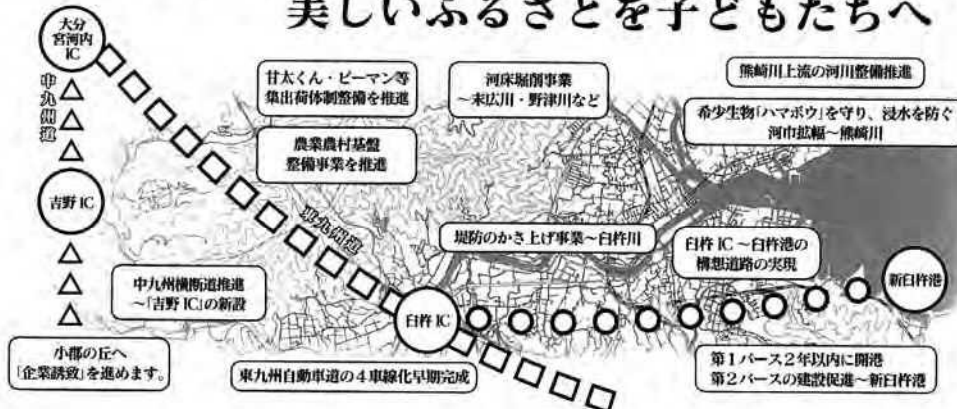 美しいふるさとを子どもたちへ
大分
宮河内
IC
中九州道
甘太くん・ピーマン等
集出荷体制整備を推進
河床掘削事業
～末広川・野津川など
熊崎川上流の河川整備推進
希少生物「ハマボウ」を守り、浸水を防ぐ
河巾拡幅～熊崎川
農業農村基盤
整備事業を推進
吉野 IC
東九州道
堤防のかさ上げ事業～臼杵川
臼杵 IC ～臼杵港の
構想道路の実現
新臼杵港
中九州横断道推進
～「吉野 IC」の新設
臼杵 IC
小郡の丘へ
「企業誘致」を進めます。
東九州自動車道の４車線化早期完成
第１バース２年以内に開港
第２バースの建設促進～新臼杵港